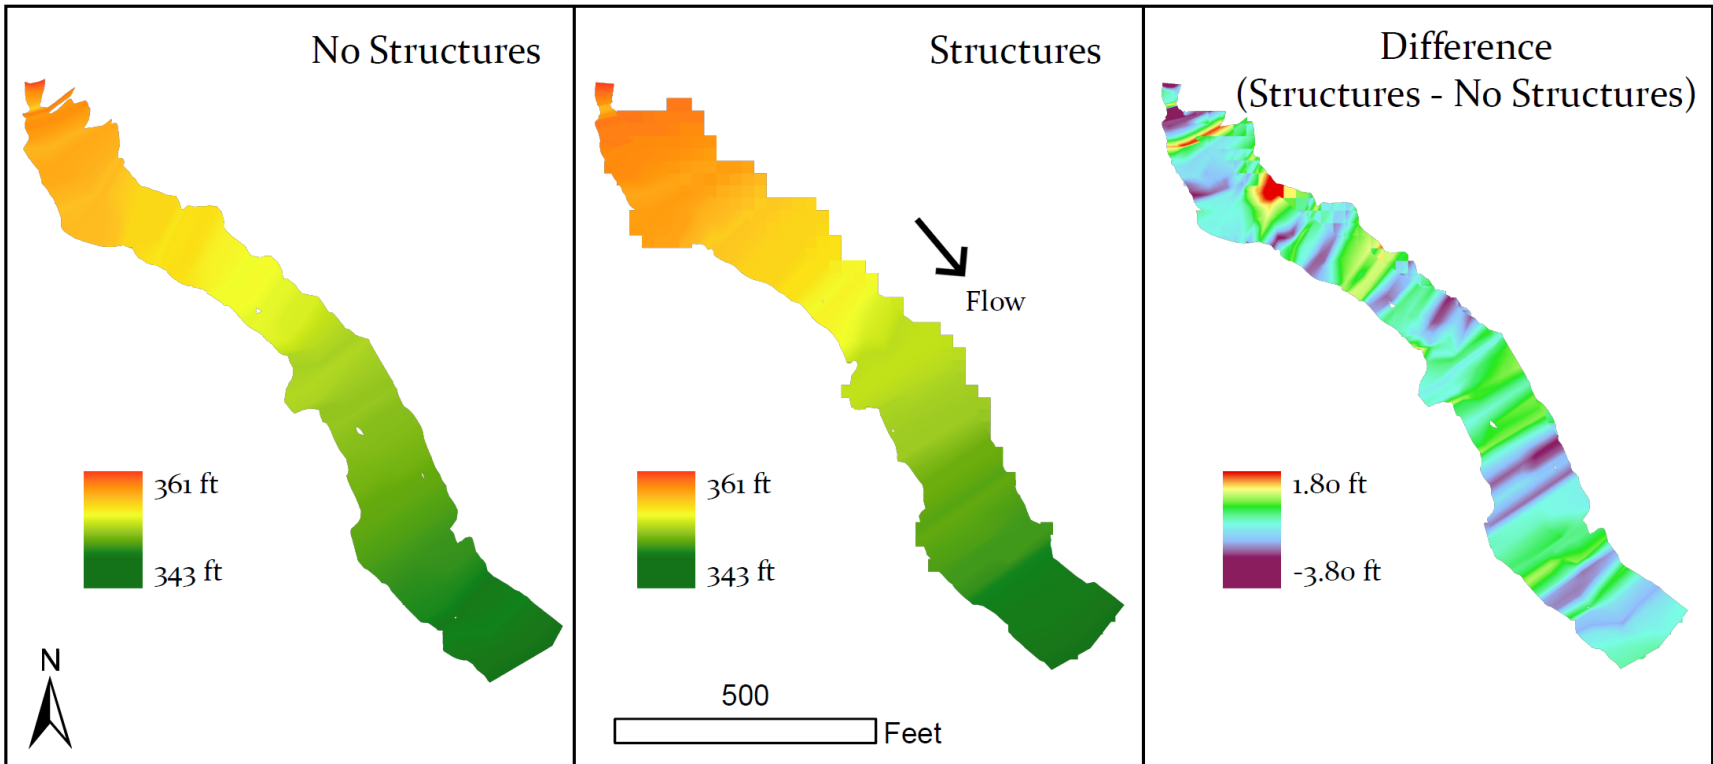 No Structures
361 ft
343 ft
N
Structures
Flow
361 ft
343 ft
500
Feet
Difference
(Structures - No Structures)
1.80 ft
-3.80 ft